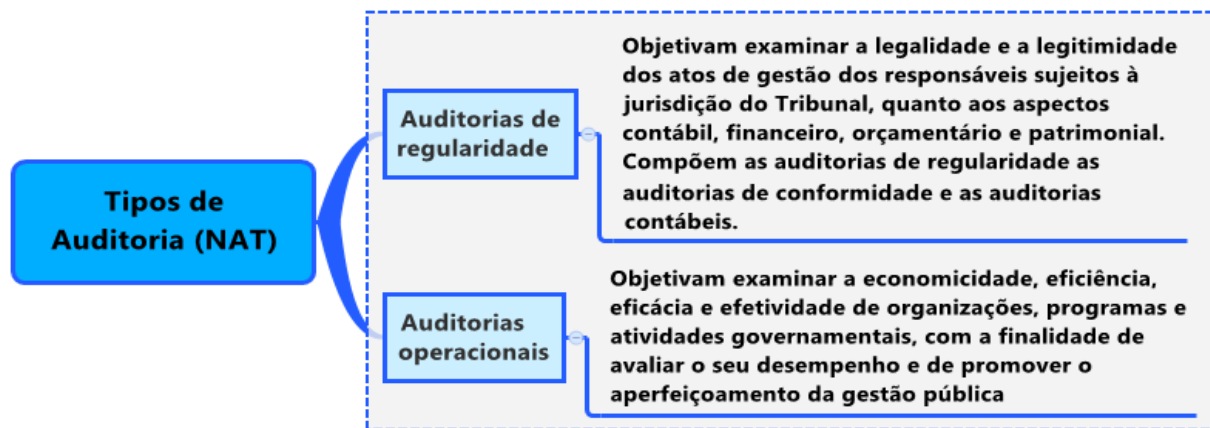 Tipos de
Auditoria (NAT)
Auditorias de
regularidade
Objetivam examinar a legalidade e a legitimidade
dos atos de gestão dos responsáveis sujeitos à
jurisdição do Tribunal, quanto aos aspectos
contábil, financeiro, orçamentário e patrimonial.
Compõem as auditorias de regularidade as
auditorias de conformidade e as auditorias
contábeis.
Auditorias
operacionais
Objetivam examinar a economicidade, eficiência,
eficácia e efetividade de organizações, programas e
atividades governamentais, com a finalidade de
avaliar o seu desempenho e de promover o
aperfeiçoamento da gestão pública